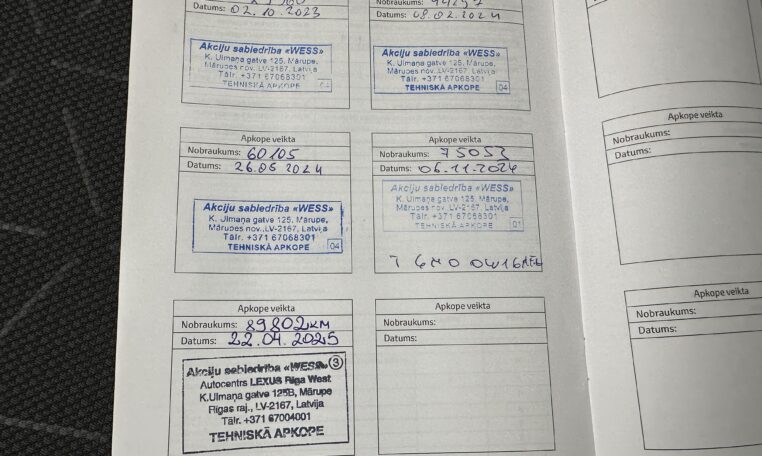 Datums: 02.10.2023
Akciju sabiedrība «WESS»
K. Ulmaņa gatve 125, Mārupe,
Mārupes nov. LV-2167, Latvija
Tālr. +371 67068301
TEHNISKĀ APKOPE
Nobraukums:
Datums: 08.02.2024
Akciju sabiedrība «WESS»
K. Ulmaņa gatve 125, Mārupe,
Mārupes nov., LV-2167, Latvija
Tālr. +371 67068301
TEHNISKĀ APKOPE 04
Apkope veikta
Nobraukums: 60105
Datums: 26.05 2024
Akciju sabiedrība «WESS»
K. Ulmaņa gatve 125, Mārupe,
Mārupes nov., LV-2167, Latvija
Tālr. +371 67068301
TEHNISKĀ APKOPE 04
Apkope veikta
Nobraukums: 75053
Datums: 06.11.2024
Akciju sabiedrība «WESS»
K. Ulmaņa gatve 125, Mārupe,
Mārupes nov., LV-2167, Latvija
Tālr. +371 67068301
TEHNISKĀ APKOPE 01
Apkope veikta
Nobraukums: 89802 KM
Datums: 22.04.2025
Akciju sabiedrība «WESS» 3
Autocentrs LEXUS Rīga West
K.Ulmaņa gatve 125B, Mārupe
Rīgas raj., LV-2167, Latvija
Tālr. +371 67004001
TEHNISKĀ APKOPE
Apkope veikta
Nobraukums:
Datums:
Apkope veikta
Nobraukums:
Datums:
Apkope veikta
Nobraukums:
Datums: